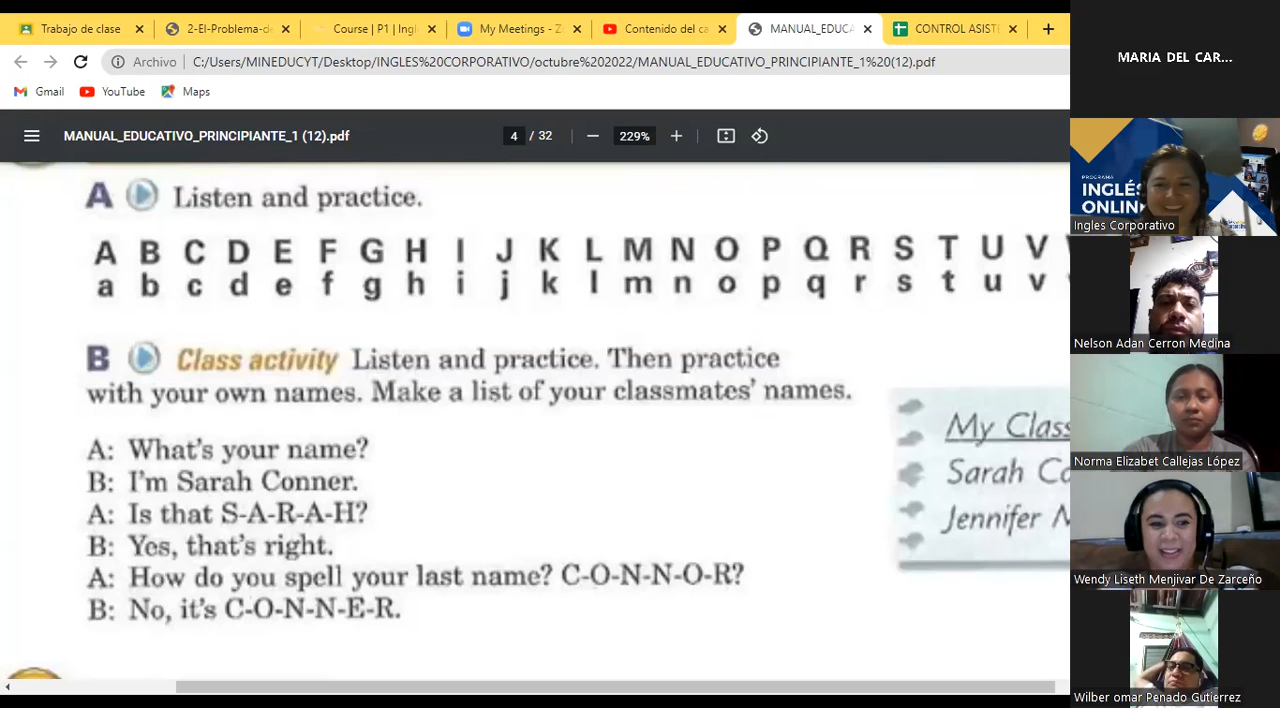 Trabajo de clase
2-El-Problema-de
Course | P1 | Ingl
My Meetings - Z
Contenido del ca
MANUAL_EDUCA
CONTROL ASISTE
Archivo | C:/Users/MINEDUCYT/Desktop/INGLES%20CORPORATIVO/octubre%202022/MANUAL_EDUCATIVO_PRINCIPIANTE_1%20(12).pdf
Gmail YouTube Maps
MANUAL_EDUCATIVO_PRINCIPIANTE_1 (12).pdf 4 / 32 229%
A Listen and practice.
A B C D E F G H I J K L M N O P Q R S T U V
a b c d e f g h i j k l m n o p q r s t u v
B Class activity Listen and practice. Then practice
with your own names. Make a list of your classmates' names.
A: What's your name?
B: I'm Sarah Conner.
A: Is that S-A-R-A-H?
B: Yes, that's right.
A: How do you spell your last name? C-O-N-N-O-R?
B: No, it's C-O-N-N-E-R.
My Class
Sarah Co
Jennifer M
MARIA DEL CAR...
PROGRAMA
INGLÉS
ONLIN
Ingles Corporativo
Nelson Adan Cerron Medina
Norma Elizabet Callejas López
Wendy Liseth Menjivar De Zarceño
Wilber omar Penado Gutierrez